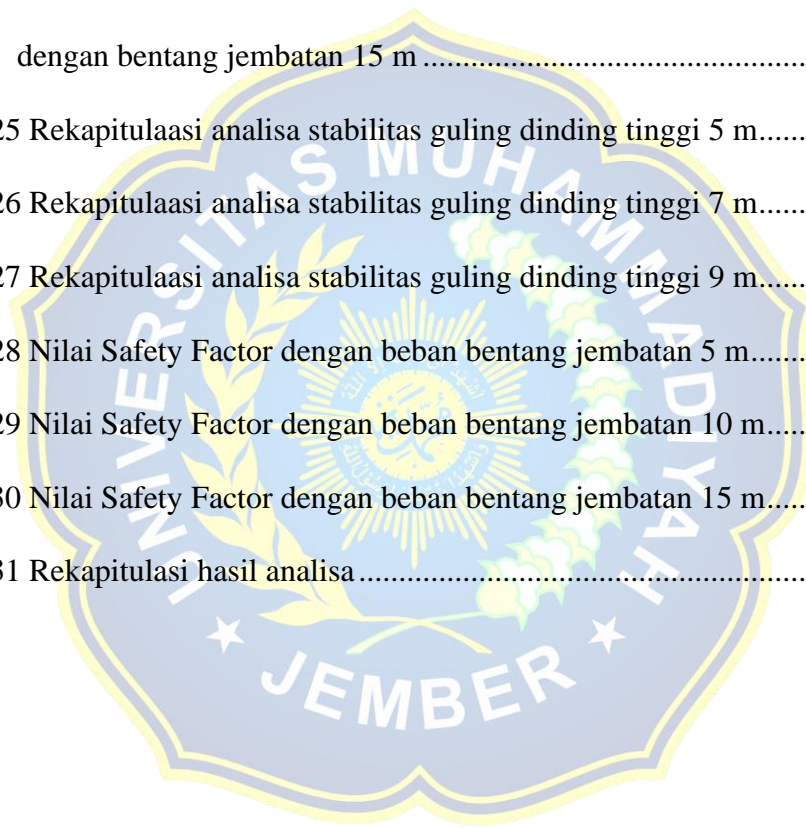 dengan bentang jembatan 15 m ................................................
25 Rekapitulaasi analisa stabilitas guling dinding tinggi 5 m......
26 Rekapitulaasi analisa stabilitas guling dinding tinggi 7 m......
27 Rekapitulaasi analisa stabilitas guling dinding tinggi 9 m......
28 Nilai Safety Factor dengan beban bentang jembatan 5 m.......
29 Nilai Safety Factor dengan beban bentang jembatan 10 m.....
30 Nilai Safety Factor dengan beban bentang jembatan 15 m.....
31 Rekapitulasi hasil analisa .........................................................
UNIVERSITAS MUHAMMADIYAH
JEMBER